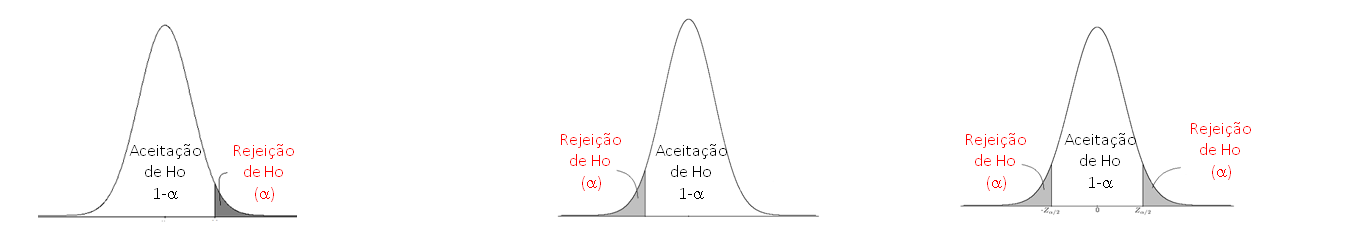 Aceitação
de Ho
1-α
Rejeição
de Ho
(α)
Rejeição
de Ho
(α)
Aceitação
de Ho
1-α
Rejeição
de Ho
(α)
Aceitação
de Ho
1-α
Rejeição
de Ho
(α)
-Zα/2 0 Zα/2